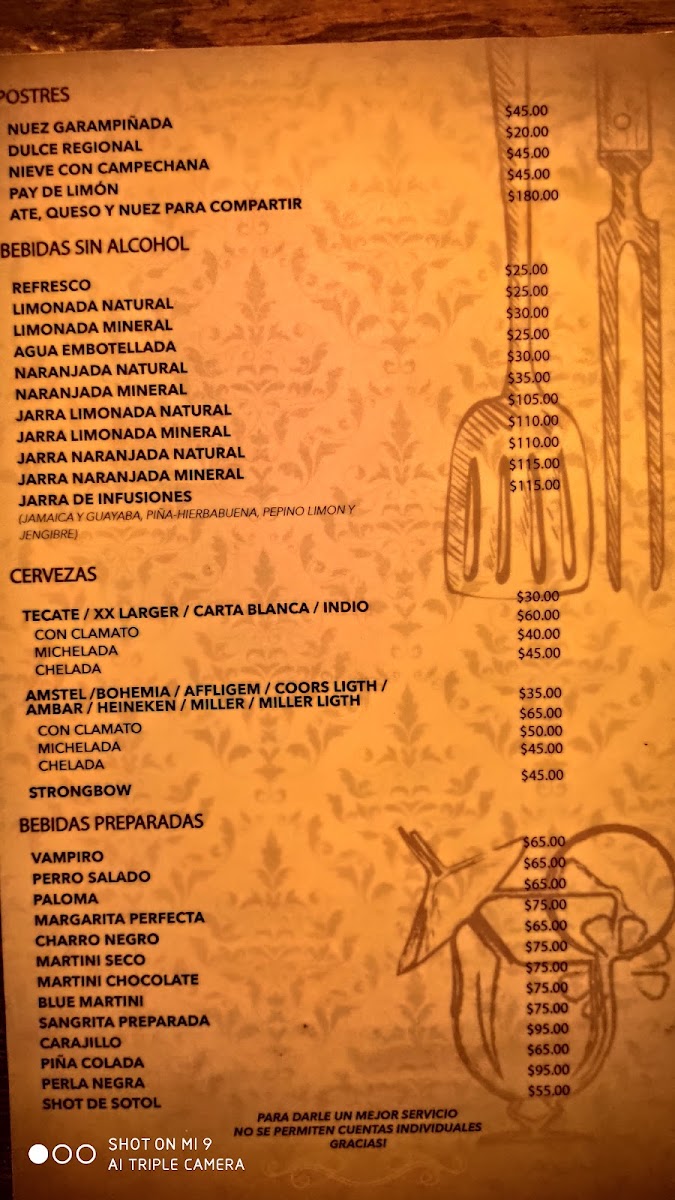 POSTRES
NUEZ GARAMPIÑADA $45.00
DULCE REGIONAL $20.00
NIEVE CON CAMPECHANA $45.00
PAY DE LIMÓN $45.00
ATE, QUESO Y NUEZ PARA COMPARTIR $180.00
BEBIDAS SIN ALCOHOL
REFRESCO $25.00
LIMONADA NATURAL $25.00
LIMONADA MINERAL $30.00
AGUA EMBOTELLADA $25.00
NARANJADA NATURAL $30.00
NARANJADA MINERAL $35.00
JARRA LIMONADA NATURAL $105.00
JARRA LIMONADA MINERAL $110.00
JARRA NARANJADA NATURAL $110.00
JARRA NARANJADA MINERAL $115.00
JARRA DE INFUSIONES $115.00
(JAMAICA Y GUAYABA, PIÑA-HIERBABUENA, PEPINO LIMON Y
JENGIBRE)
CERVEZAS
TECATE / XX LARGER / CARTA BLANCA / INDIO $30.00
CON CLAMATO $60.00
MICHELADA $40.00
CHELADA $45.00
AMSTEL /BOHEMIA / AFFLIGEM / COORS LIGTH /
AMBAR / HEINEKEN / MILLER / MILLER LIGTH $35.00
CON CLAMATO $65.00
MICHELADA $50.00
CHELADA $45.00
STRONGBOW $45.00
BEBIDAS PREPARADAS
VAMPIRO $65.00
PERRO SALADO $65.00
PALOMA $65.00
MARGARITA PERFECTA $75.00
CHARRO NEGRO $65.00
MARTINI SECO $75.00
MARTINI CHOCOLATE $75.00
BLUE MARTINI $75.00
SANGRITA PREPARADA $75.00
CARAJILLO $95.00
PIÑA COLADA $65.00
PERLA NEGRA $95.00
SHOT DE SOTOL $55.00
PARA DARLE UN MEJOR SERVICIO
NO SE PERMITEN CUENTAS INDIVIDUALES
GRACIAS!
SHOT ON MI 9
AI TRIPLE CAMERA